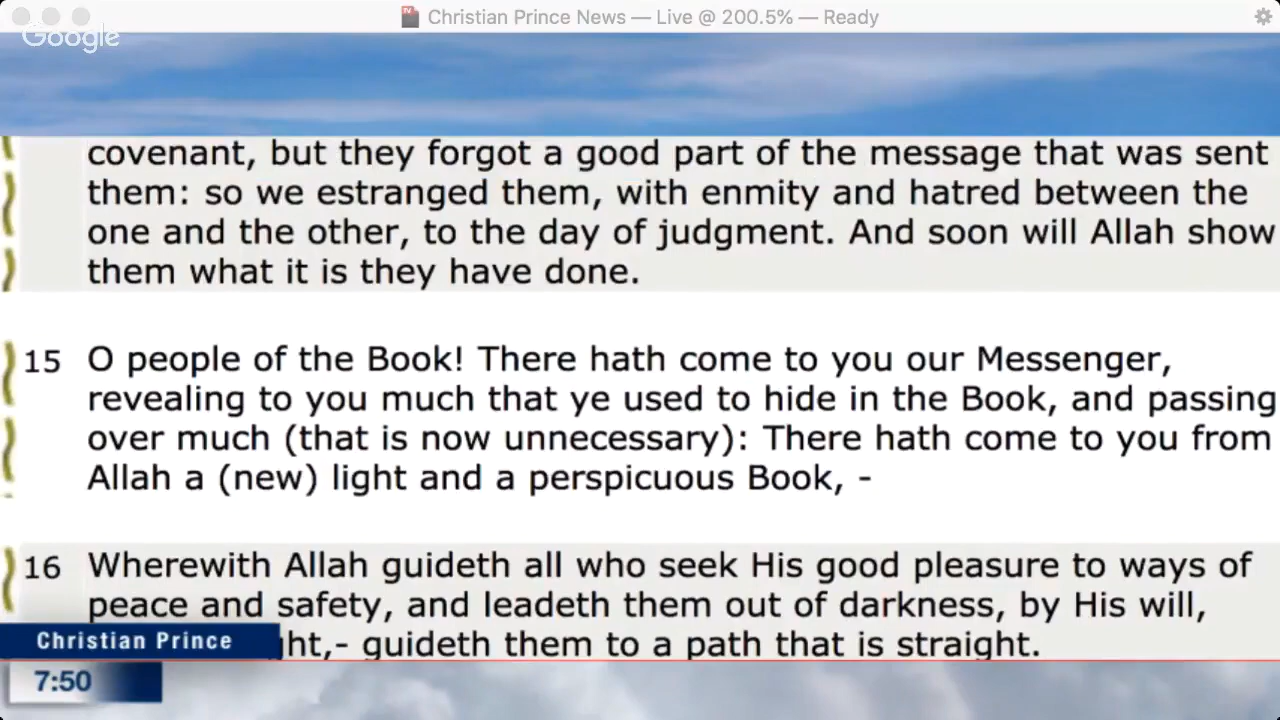 Christian Prince News — Live @ 200.5% — Ready
Google
covenant, but they forgot a good part of the message that was sent
them: so we estranged them, with enmity and hatred between the
one and the other, to the day of judgment. And soon will Allah show
them what it is they have done.
15 O people of the Book! There hath come to you our Messenger,
revealing to you much that ye used to hide in the Book, and passing
over much (that is now unnecessary): There hath come to you from
Allah a (new) light and a perspicuous Book, -
16 Wherewith Allah guideth all who seek His good pleasure to ways of
peace and safety, and leadeth them out of darkness, by His will,
ht,- guideth them to a path that is straight.
Christian Prince
7:50